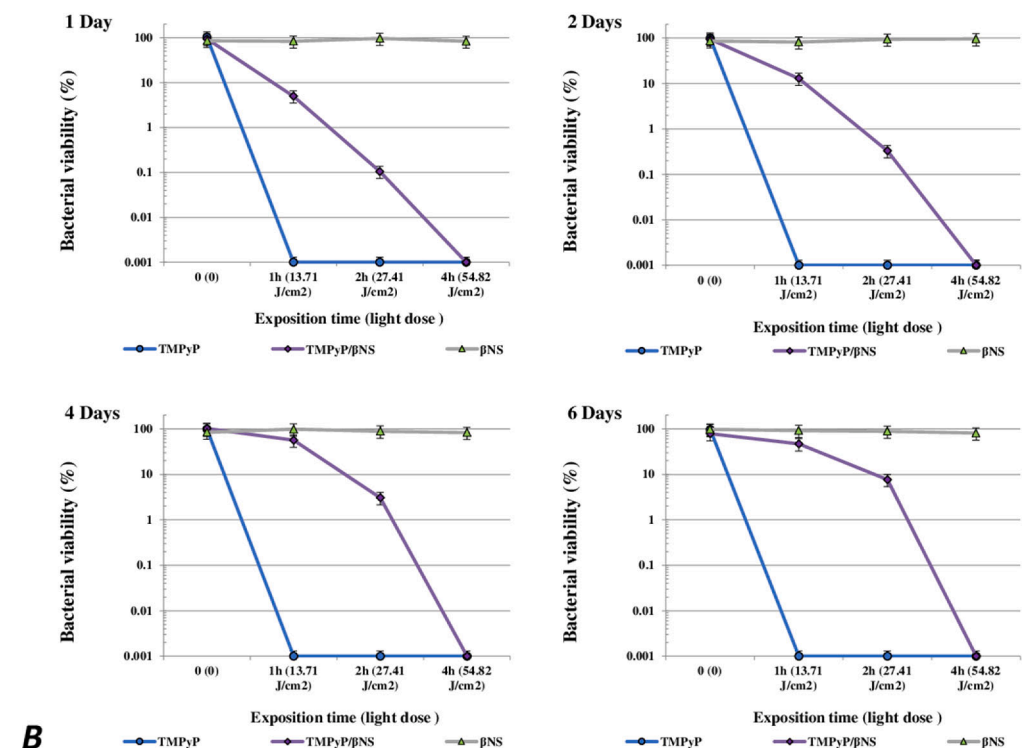 1 Day
Bacterial viability (%)
100
10
1
0.1
0.01
0.001
0 (0)
1h (13.71 J/cm2)
2h (27.41 J/cm2)
4h (54.82 J/cm2)
Exposition time (light dose )
TMPyP
TMPyP/βNS
βNS
2 Days
Bacterial viability (%)
100
10
1
0.1
0.01
0.001
0 (0)
1h (13.71 J/cm2)
2h (27.41 J/cm2)
4h (54.82 J/cm2)
Exposition time (light dose )
TMPyP
TMPyP/βNS
βNS
4 Days
Bacterial viability (%)
100
10
1
0.1
0.01
0.001
0 (0)
1h (13.71 J/cm2)
2h (27.41 J/cm2)
4h (54.82 J/cm2)
Exposition time (light dose )
TMPyP
TMPyP/βNS
βNS
6 Days
Bacterial viability (%)
100
10
1
0.1
0.01
0.001
0 (0)
1h (13.71 J/cm2)
2h (27.41 J/cm2)
4h (54.82 J/cm2)
Exposition time (light dose )
TMPyP
TMPyP/βNS
βNS
B